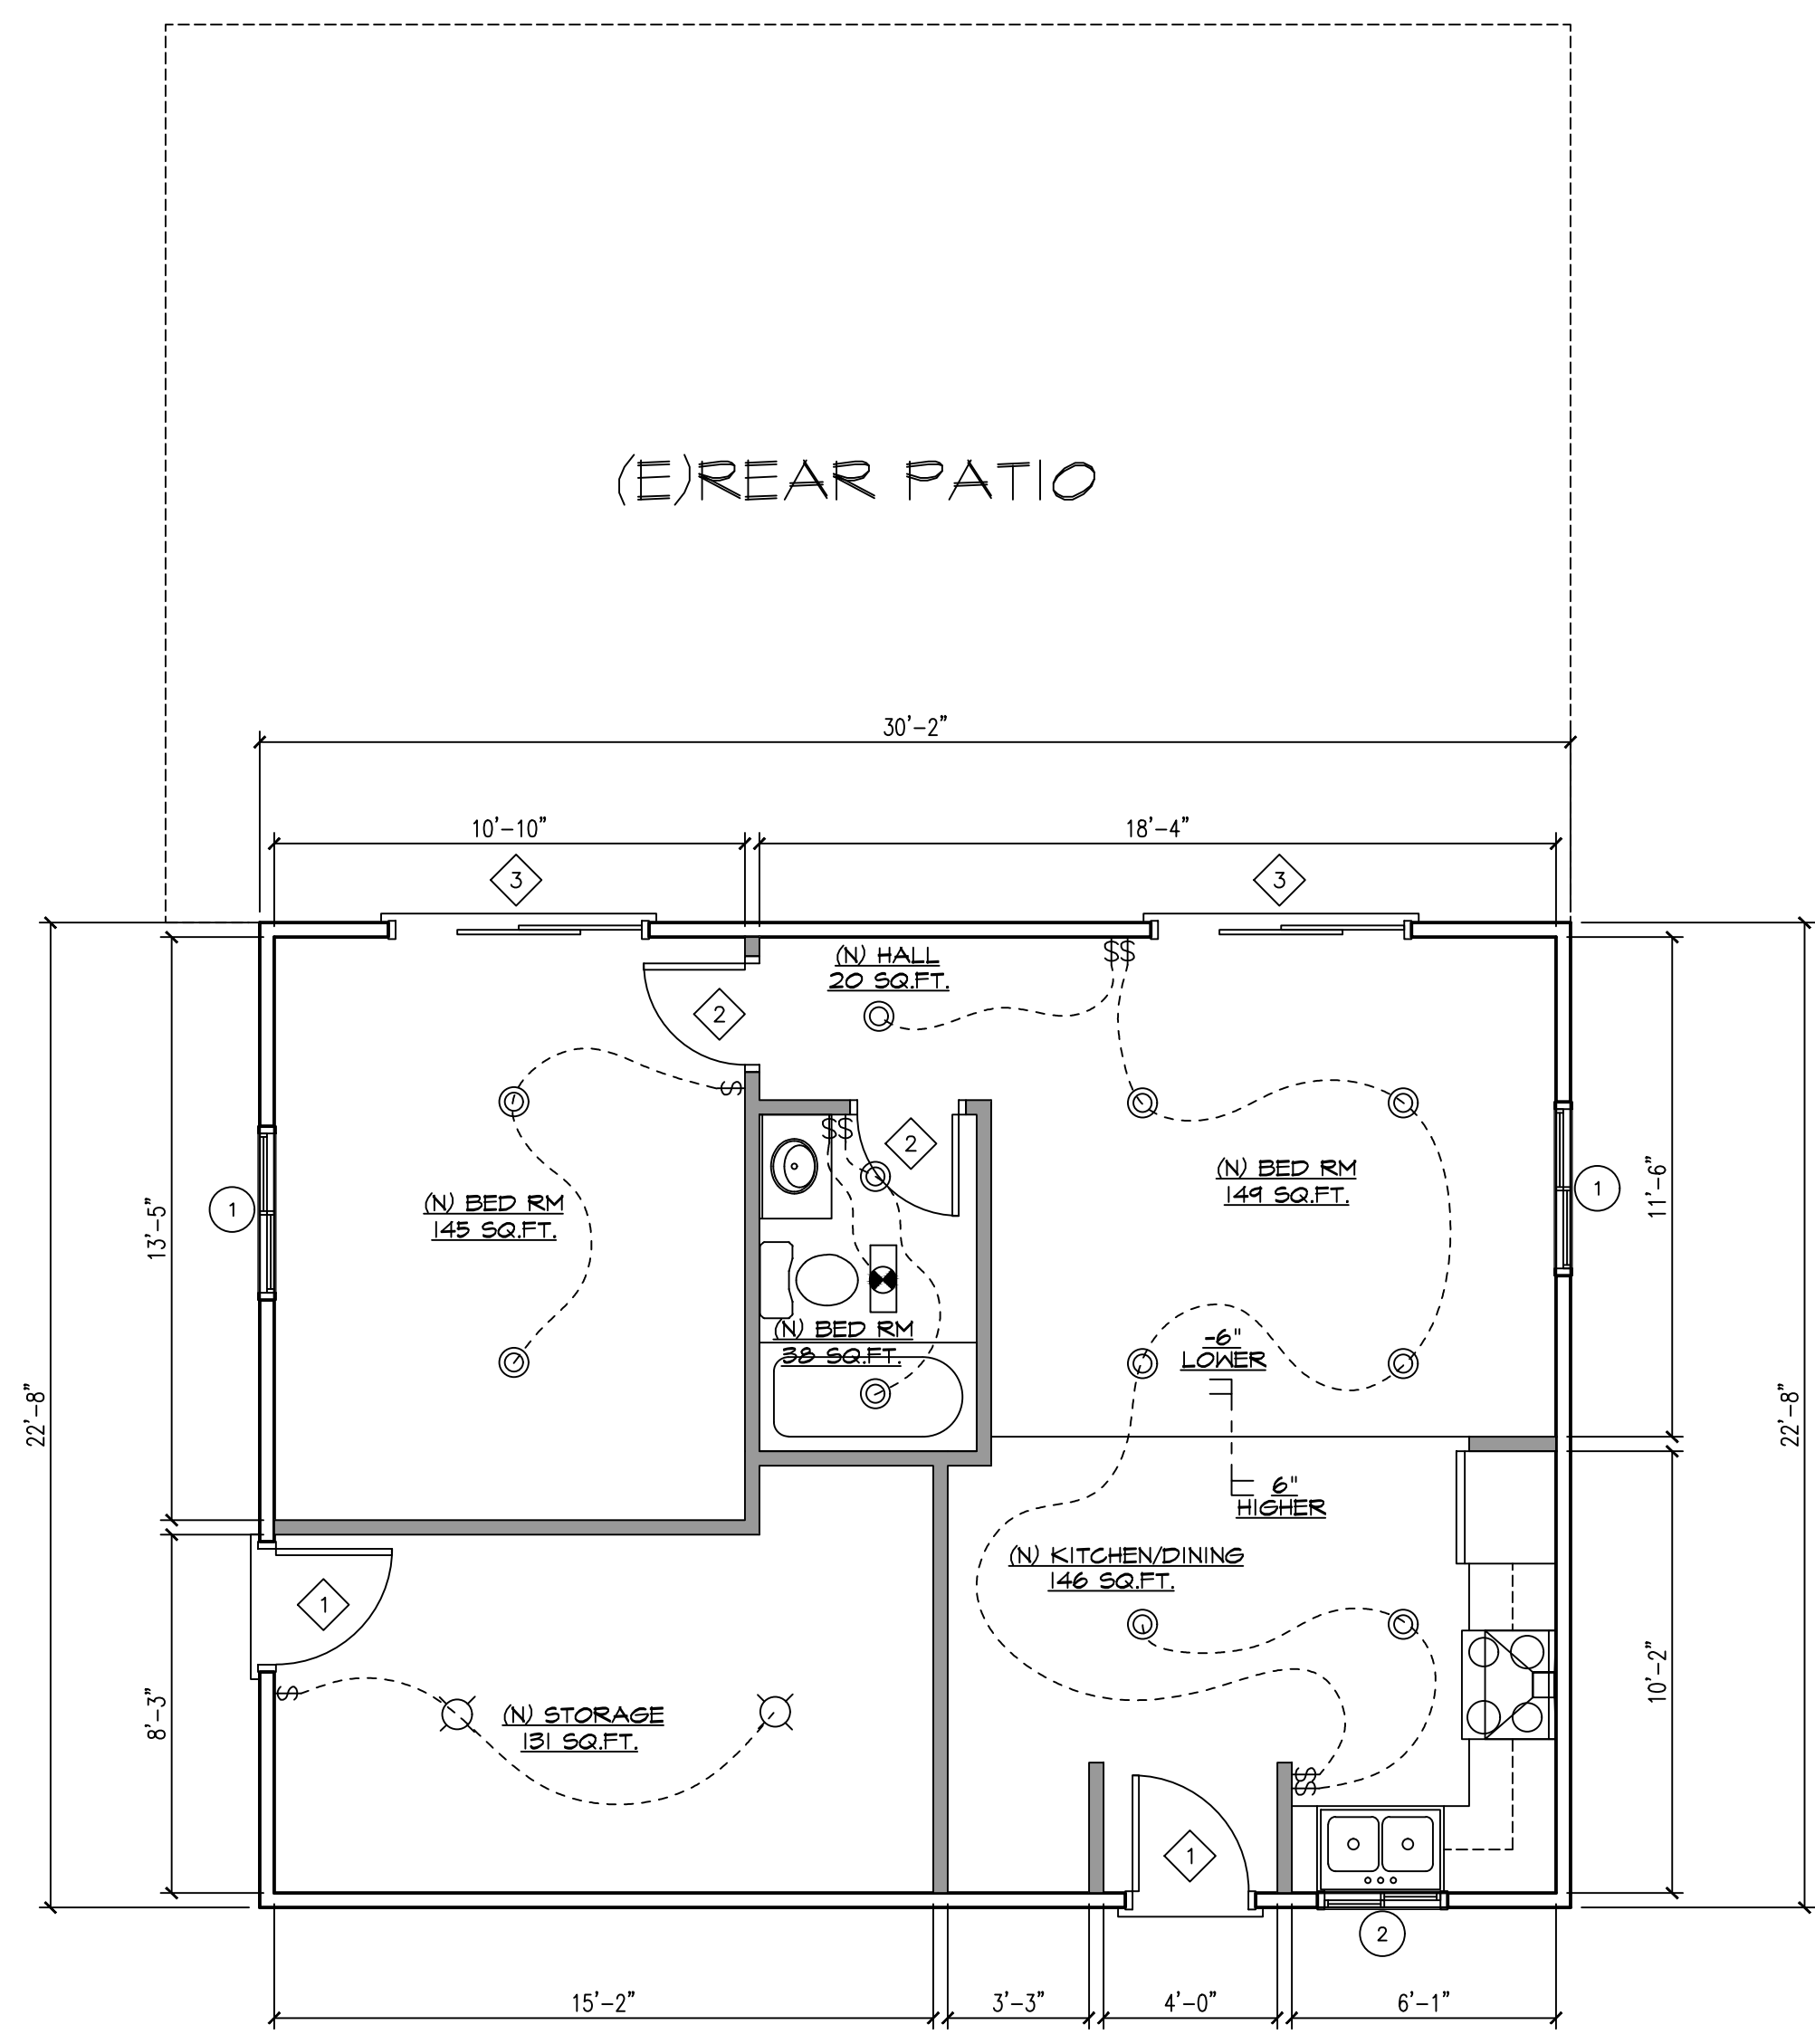 (E)REAR PATIO
30'-2"
10'-10"
18'-4"
3
3
(N) HALL
20 SQ.FT.
$$
2
$
$$
2
(N) BED RM
149 SQ.FT.
1
(N) BED RM
145 SQ.FT.
1
13'-5"
11'-6"
(N) BED RM
38 SQ.FT.
-6"
LOWER
22'-8"
22'-8"
6"
HIGHER
(N) KITCHEN/DINING
146 SQ.FT.
1
10'-2"
8'-3"
$
(N) STORAGE
131 SQ.FT.
$$
1
2
15'-2"
3'-3"
4'-0"
6'-1"